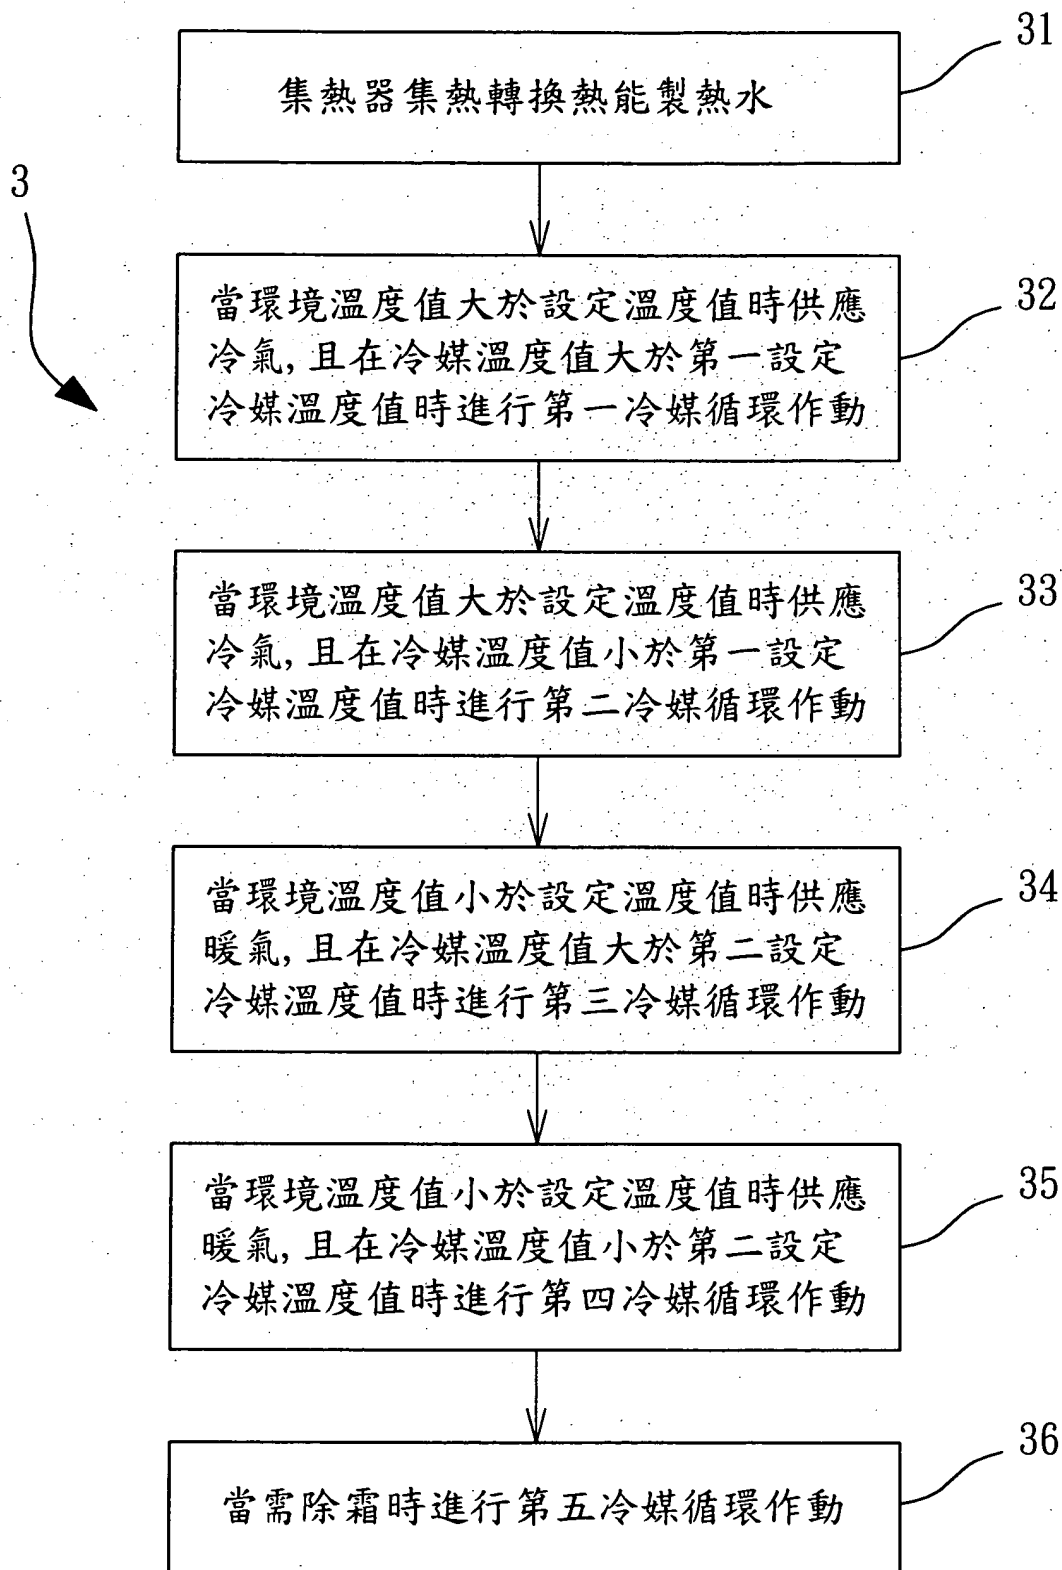 31
集熱器集熱轉換熱能製熱水
3
32
當環境溫度值大於設定溫度值時供應
冷氣,且在冷媒溫度值大於第一設定
冷媒溫度值時進行第一冷媒循環作動
33
當環境溫度值大於設定溫度值時供應
冷氣,且在冷媒溫度值小於第一設定
冷媒溫度值時進行第二冷媒循環作動
34
當環境溫度值小於設定溫度值時供應
暖氣,且在冷媒溫度值大於第二設定
冷媒溫度值時進行第三冷媒循環作動
35
當環境溫度值小於設定溫度值時供應
暖氣,且在冷媒溫度值小於第二設定
冷媒溫度值時進行第四冷媒循環作動
36
當需除霜時進行第五冷媒循環作動